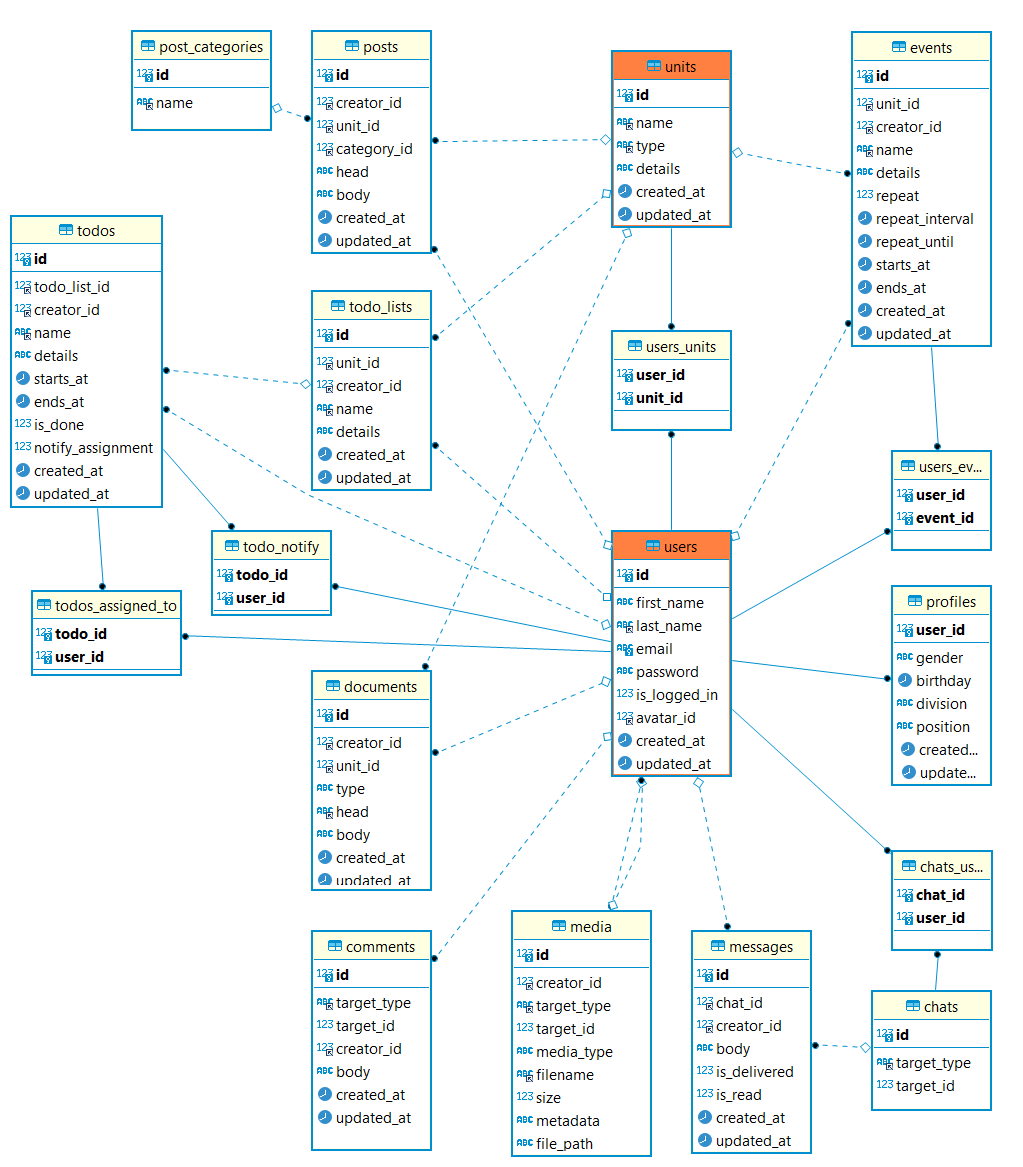 post_categories
id
name
posts
id
creator_id
unit_id
category_id
head
body
created_at
updated_at
units
id
name
type
details
created_at
updated_at
events
id
unit_id
creator_id
name
details
repeat
repeat_interval
repeat_until
starts_at
ends_at
created_at
updated_at
todos
id
todo_list_id
creator_id
name
details
starts_at
ends_at
is_done
notify_assignment
created_at
updated_at
todo_lists
id
unit_id
creator_id
name
details
created_at
updated_at
users_units
user_id
unit_id
users_ev...
user_id
event_id
todo_notify
todo_id
user_id
todos_assigned_to
todo_id
user_id
users
id
first_name
last_name
email
password
is_logged_in
avatar_id
created_at
updated_at
profiles
user_id
gender
birthday
division
position
created...
update...
documents
id
creator_id
unit_id
type
head
body
created_at
updated_at
chats_us...
chat_id
user_id
comments
id
target_type
target_id
creator_id
body
created_at
updated_at
media
id
creator_id
target_type
target_id
media_type
filename
size
metadata
file_path
messages
id
chat_id
creator_id
body
is_delivered
is_read
created_at
updated_at
chats
id
target_type
target_id